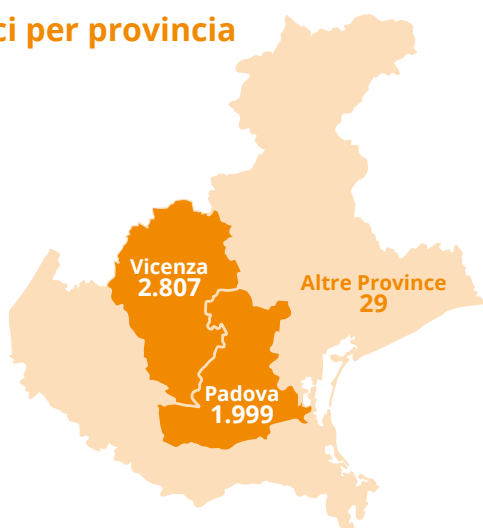 ci per provincia
Vicenza
2.807
Altre Province
29
Padova
1.999